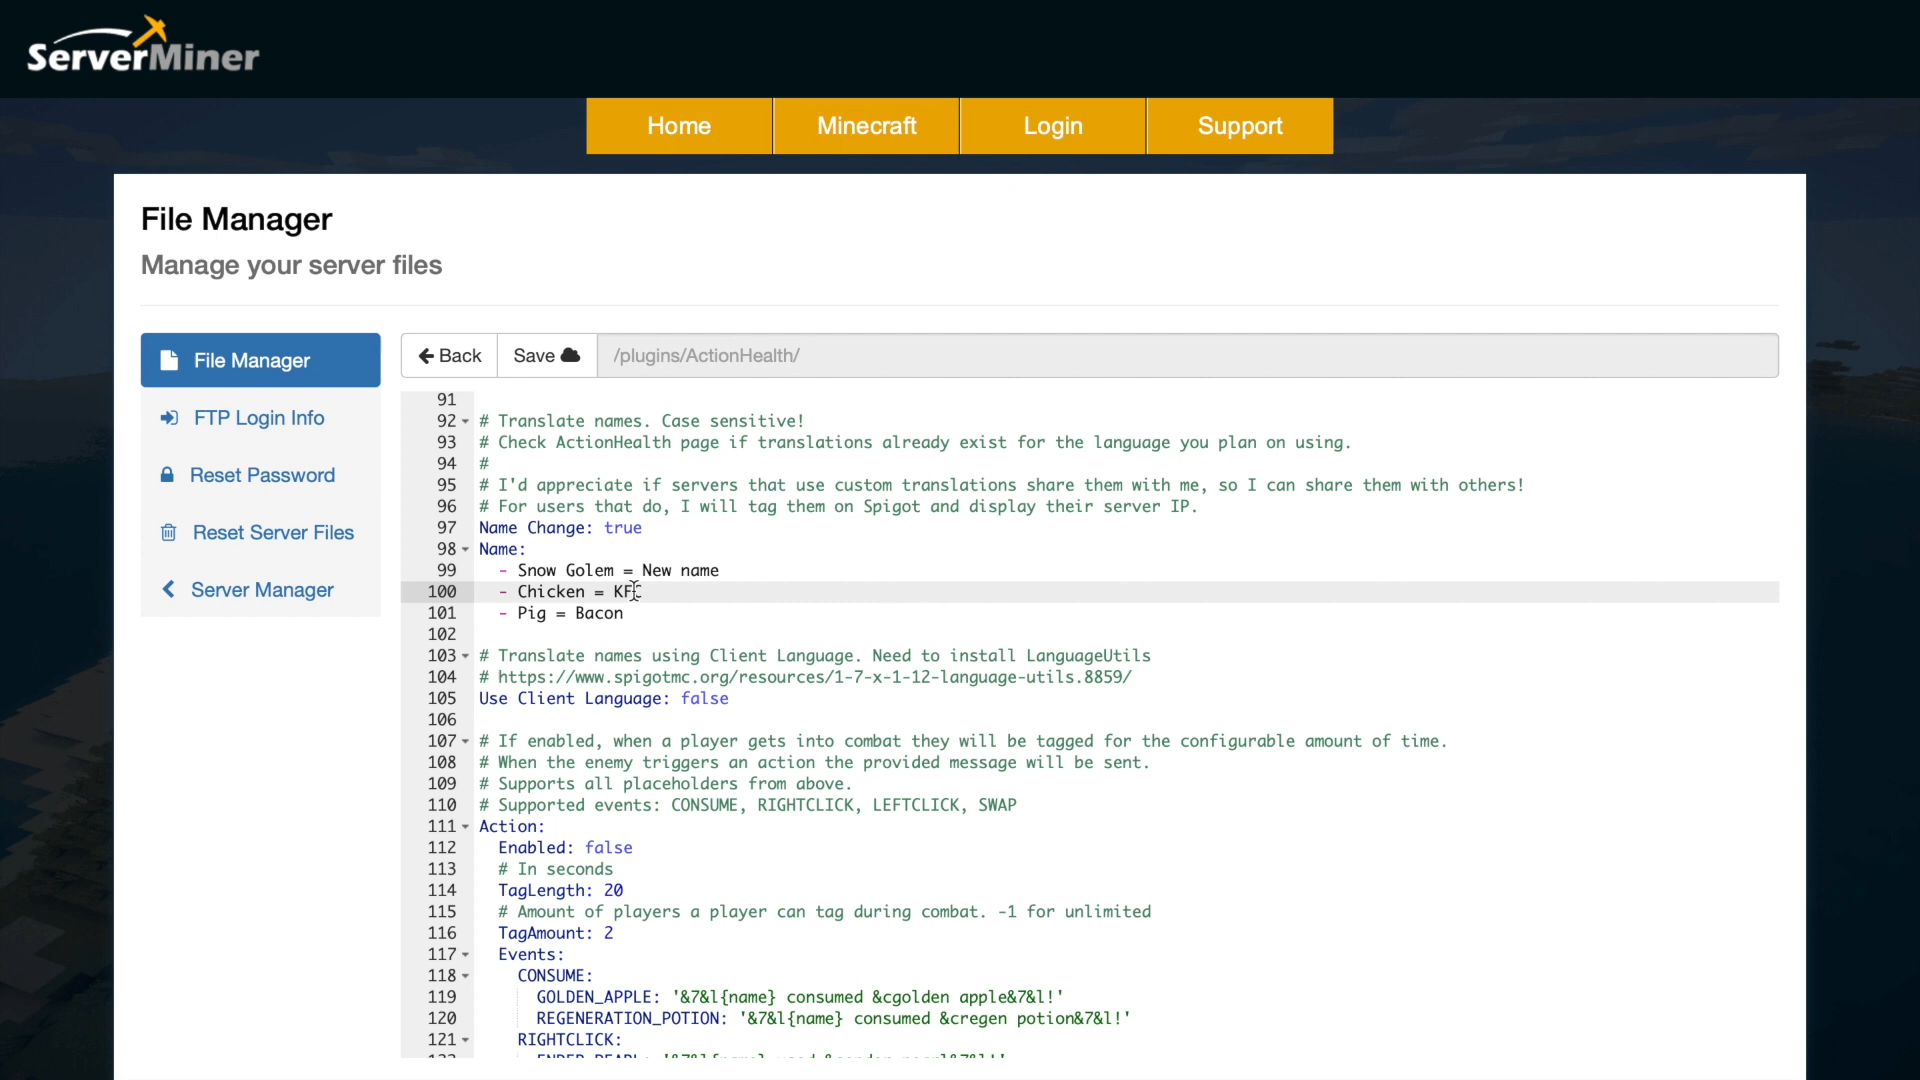 ServerMiner
Home
Minecraft
Login
Support
File Manager
Manage your server files
File Manager
FTP Login Info
Reset Password
Reset Server Files
Server Manager
Back
Save
/plugins/ActionHealth/
91
92 # Translate names. Case sensitive!
93 # Check ActionHealth page if translations already exist for the language you plan on using.
94 #
95 # I'd appreciate if servers that use custom translations share them with me, so I can share them with others!
96 # For users that do, I will tag them on Spigot and display their server IP.
97 Name Change: true
98 Name:
99 - Snow Golem = New name
100 - Chicken = KFC
101 - Pig = Bacon
102
103 # Translate names using Client Language. Need to install LanguageUtils
104 # https://www.spigotmc.org/resources/1-7-x-1-12-language-utils.8859/
105 Use Client Language: false
106
107 # If enabled, when a player gets into combat they will be tagged for the configurable amount of time.
108 # When the enemy triggers an action the provided message will be sent.
109 # Supports all placeholders from above.
110 # Supported events: CONSUME, RIGHTCLICK, LEFTCLICK, SWAP
111 Action:
112 Enabled: false
113 # In seconds
114 TagLength: 20
115 # Amount of players a player can tag during combat. -1 for unlimited
116 TagAmount: 2
117 Events:
118 CONSUME:
119 GOLDEN_APPLE: '&7&l{name} consumed &cgolden apple&7&l!'
120 REGENERATION_POTION: '&7&l{name} consumed &cregen potion&7&l!'
121 RIGHTCLICK: